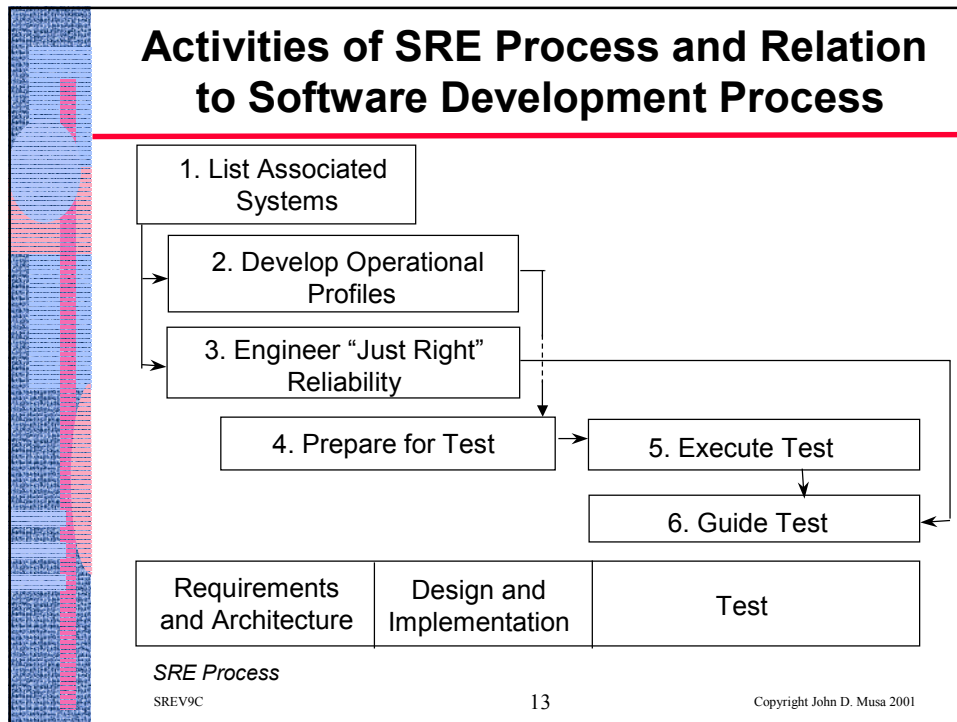 Activities of SRE Process and Relation
to Software Development Process
1. List Associated
Systems
2. Develop Operational
Profiles
3. Engineer “Just Right”
Reliability
4. Prepare for Test
5. Execute Test
6. Guide Test
Requirements
and Architecture
Design and
Implementation
Test
SRE Process
SREV9C
13
Copyright John D. Musa 2001